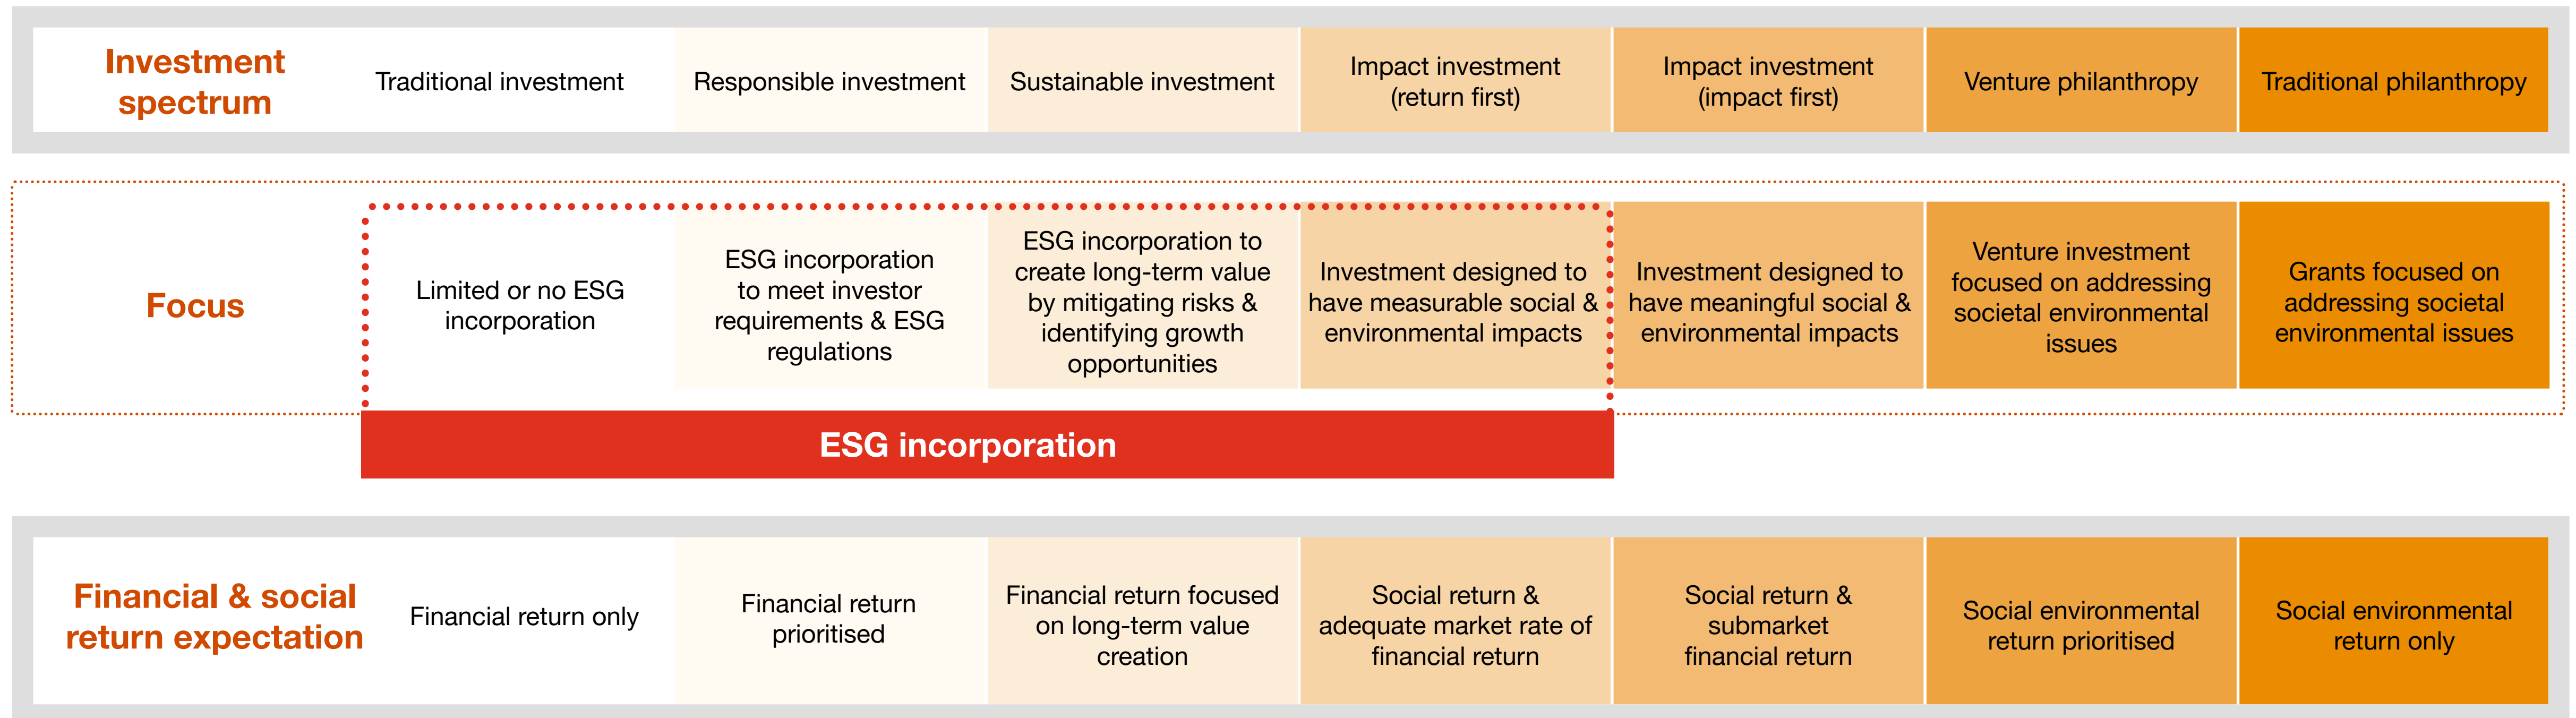 Investment
spectrum
Traditional investment
Responsible investment
Sustainable investment
Impact investment
(return first)
Impact investment
(impact first)
Venture philanthropy
Traditional philanthropy
Focus
Limited or no ESG
incorporation
ESG incorporation
to meet investor
requirements & ESG
regulations
ESG incorporation to
create long-term value
by mitigating risks &
identifying growth
opportunities
Investment designed to
have measurable social &
environmental impacts
Investment designed to
have meaningful social &
environmental impacts
Venture investment
focused on addressing
societal environmental
issues
Grants focused on
addressing societal
environmental issues
ESG incorporation
Financial & social
return expectation
Financial return only
Financial return
prioritised
Financial return focused
on long-term value
creation
Social return &
adequate market rate of
financial return
Social return &
submarket
financial return
Social environmental
return prioritised
Social environmental
return only